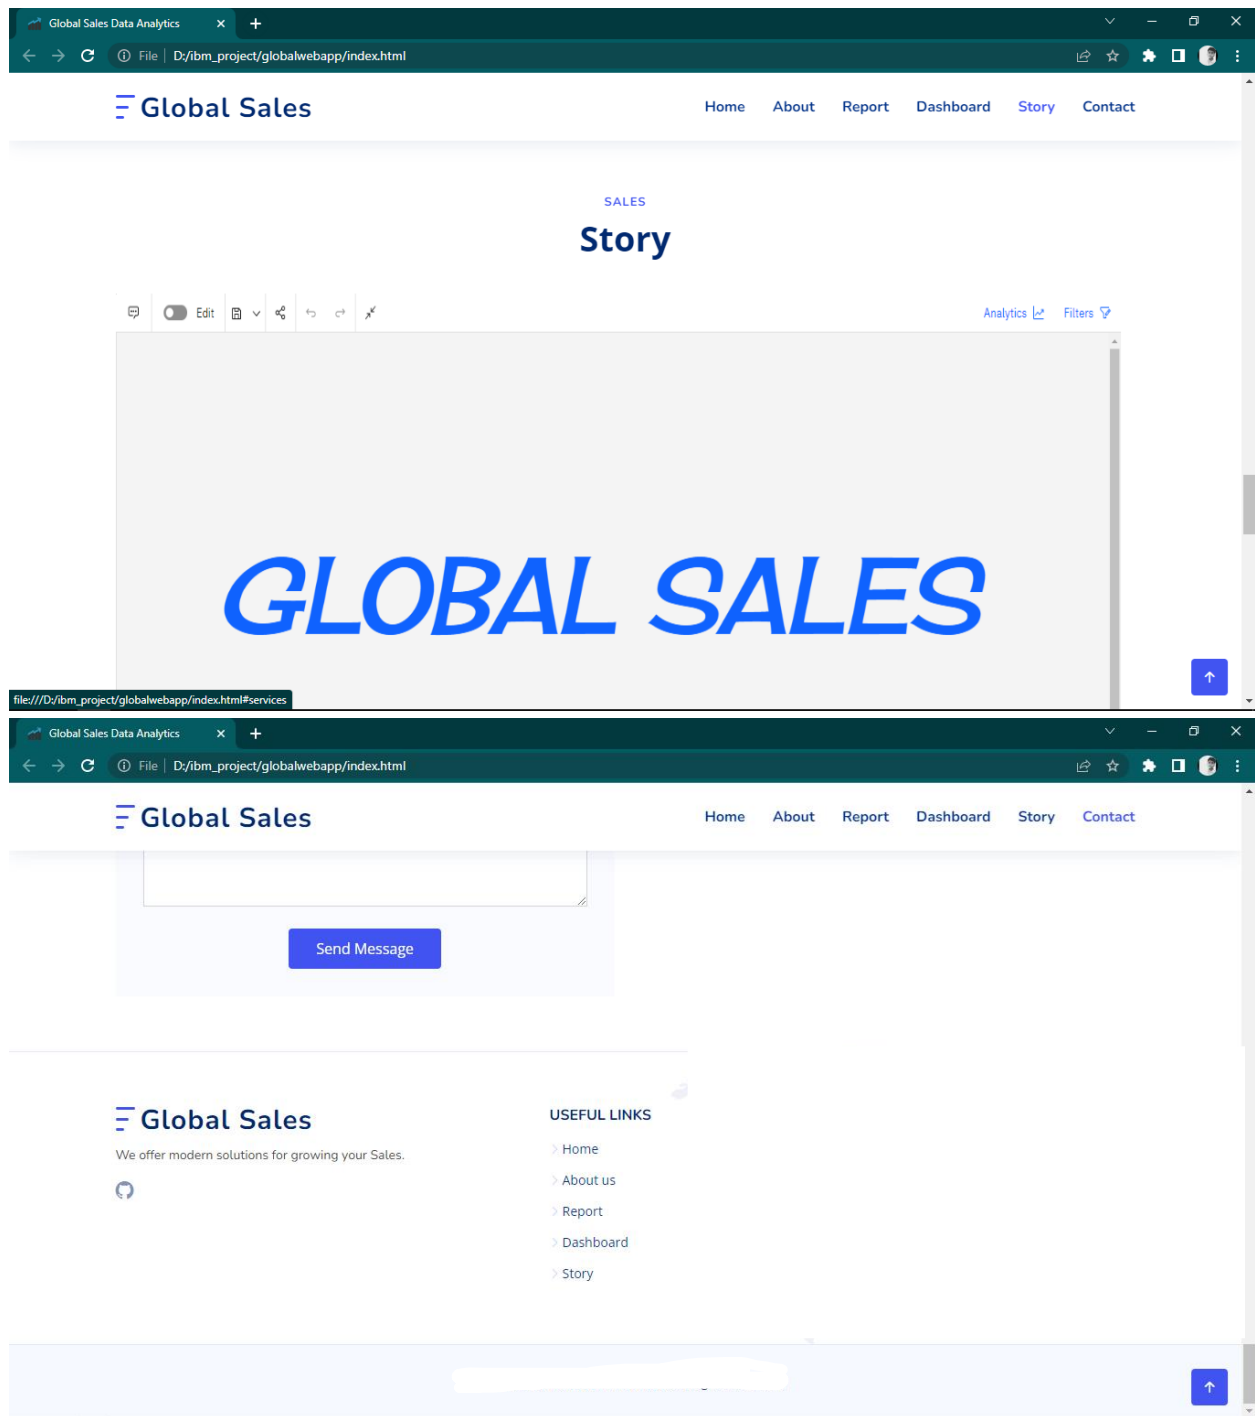 Global Sales Data Analytics
File D:/ibm_project/globalwebapp/index.html
Global Sales Home About Report Dashboard Story Contact
SALES
Story
Edit Analytics Filters
GLOBAL SALES
file:///D:/ibm_project/globalwebapp/index.html#services
Global Sales Data Analytics
File D:/ibm_project/globalwebapp/index.html
Global Sales Home About Report Dashboard Story Contact
Send Message
Global Sales
We offer modern solutions for growing your Sales.
USEFUL LINKS
Home
About us
Report
Dashboard
Story